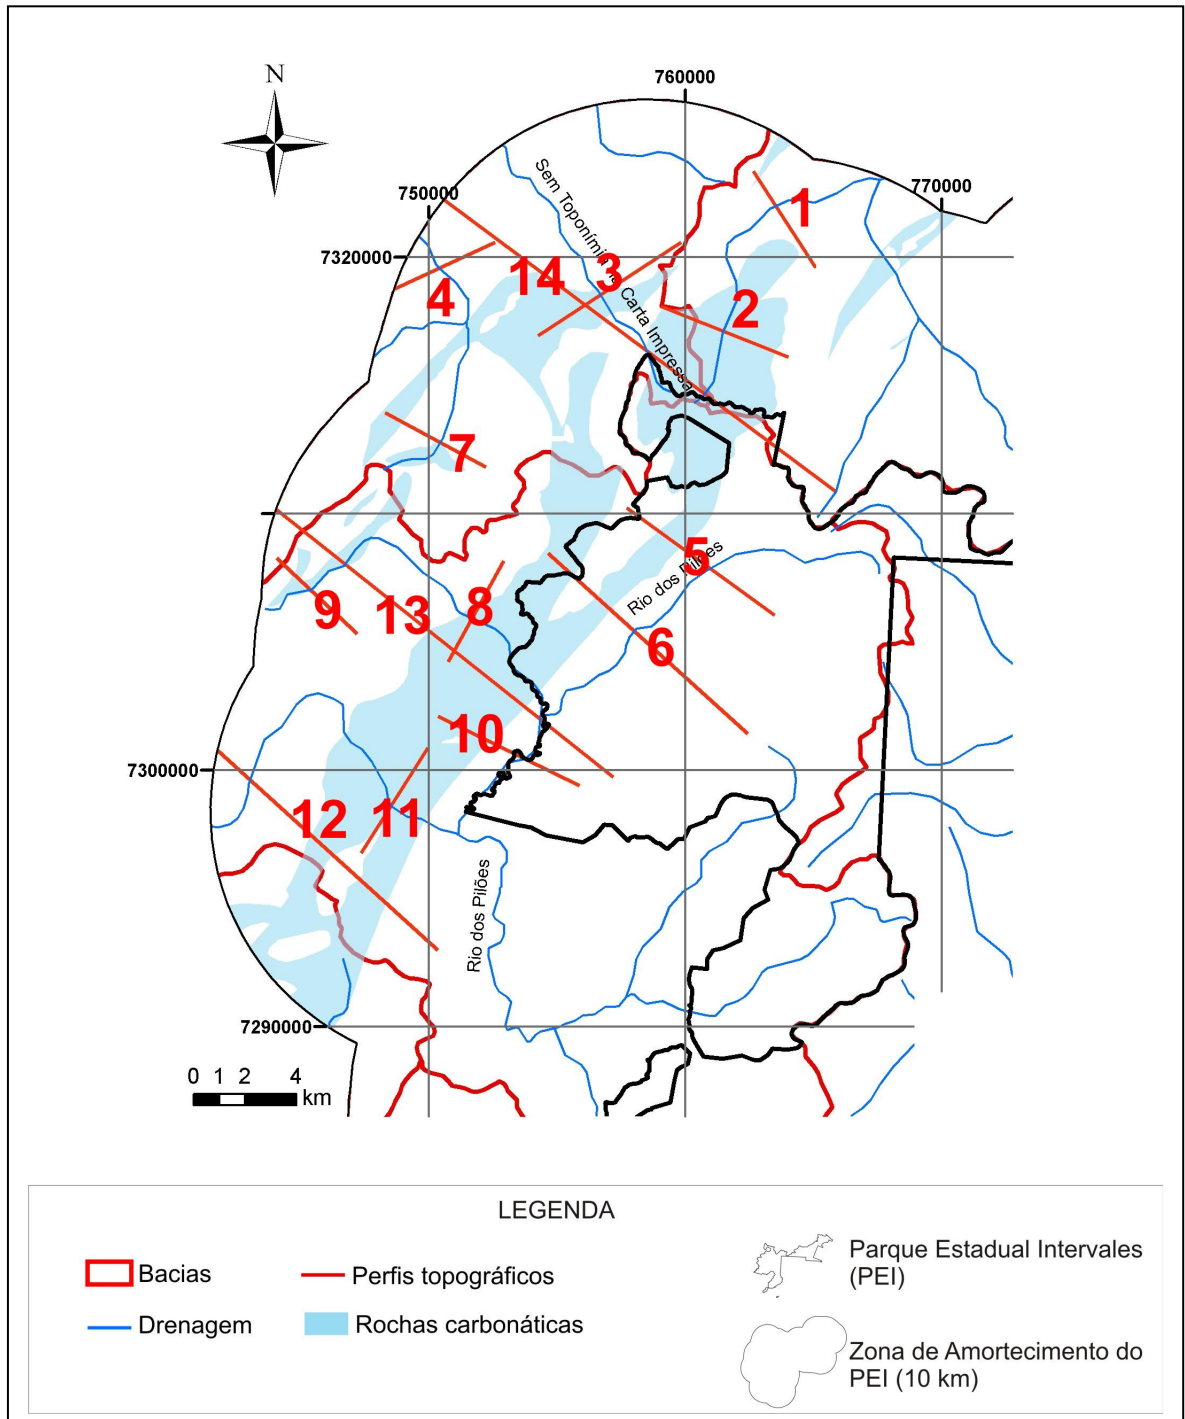 N
760000
750000
770000
7320000
Sem Toponímia na Carta Impressa
1
14
3
4
2
7
5
Rio dos Pilões
9
13
8
6
10
7300000
12
11
Rio dos Pilões
7290000
0 1 2 4
km
LEGENDA
Bacias
Perfis topográficos
Parque Estadual Intervales
(PEI)
Drenagem
Rochas carbonáticas
Zona de Amortecimento do
PEI (10 km)